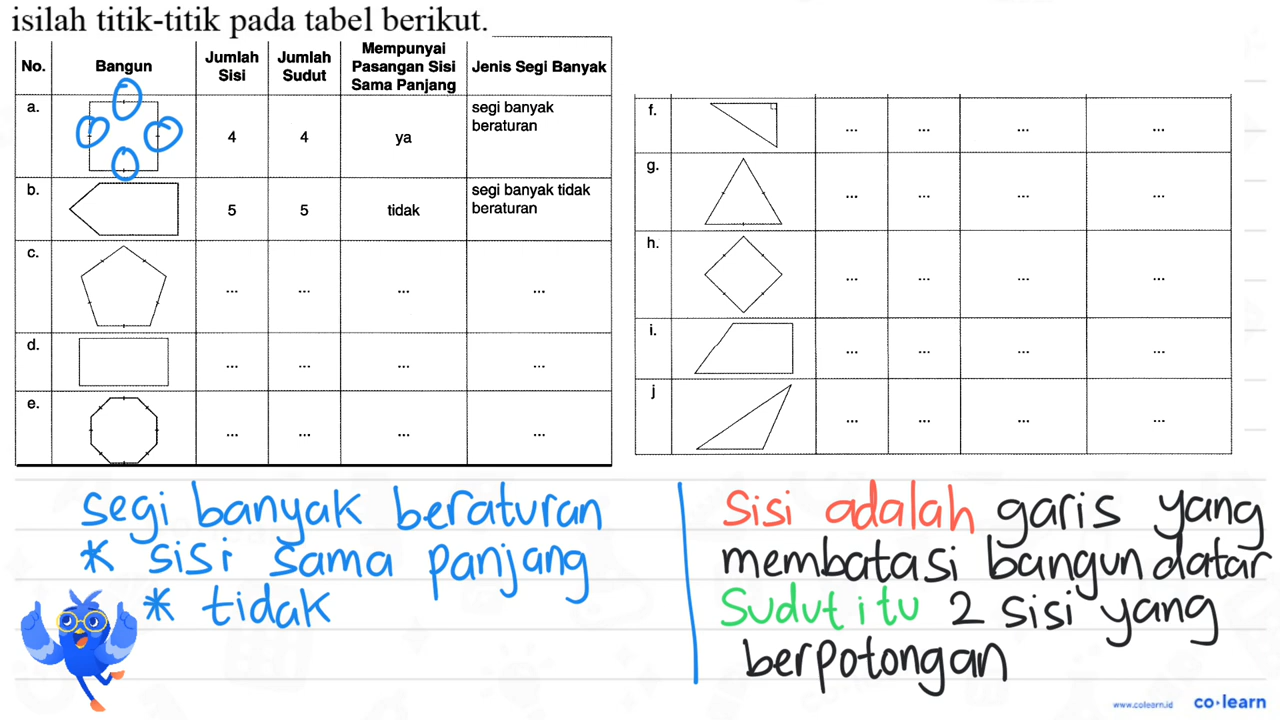 isilah titik-titik pada tabel berikut.
No. Bangun Jumlah Sisi Jumlah Sudut Mempunyai Pasangan Sisi Sama Panjang Jenis Segi Banyak
a. 4 4 ya segi banyak beraturan
b. 5 5 tidak segi banyak tidak beraturan
c. ... ... ... ...
d. ... ... ... ...
e. ... ... ... ...
f. ... ... ... ...
g. ... ... ... ...
h. ... ... ... ...
i. ... ... ... ...
j ... ... ... ...
segi banyak beraturan
* sisi sama panjang
* tidak
Sisi adalah garis yang
membatasi bangun datar
Sudut itu 2 sisi yang
berpotongan
www.colearn.id co·learn